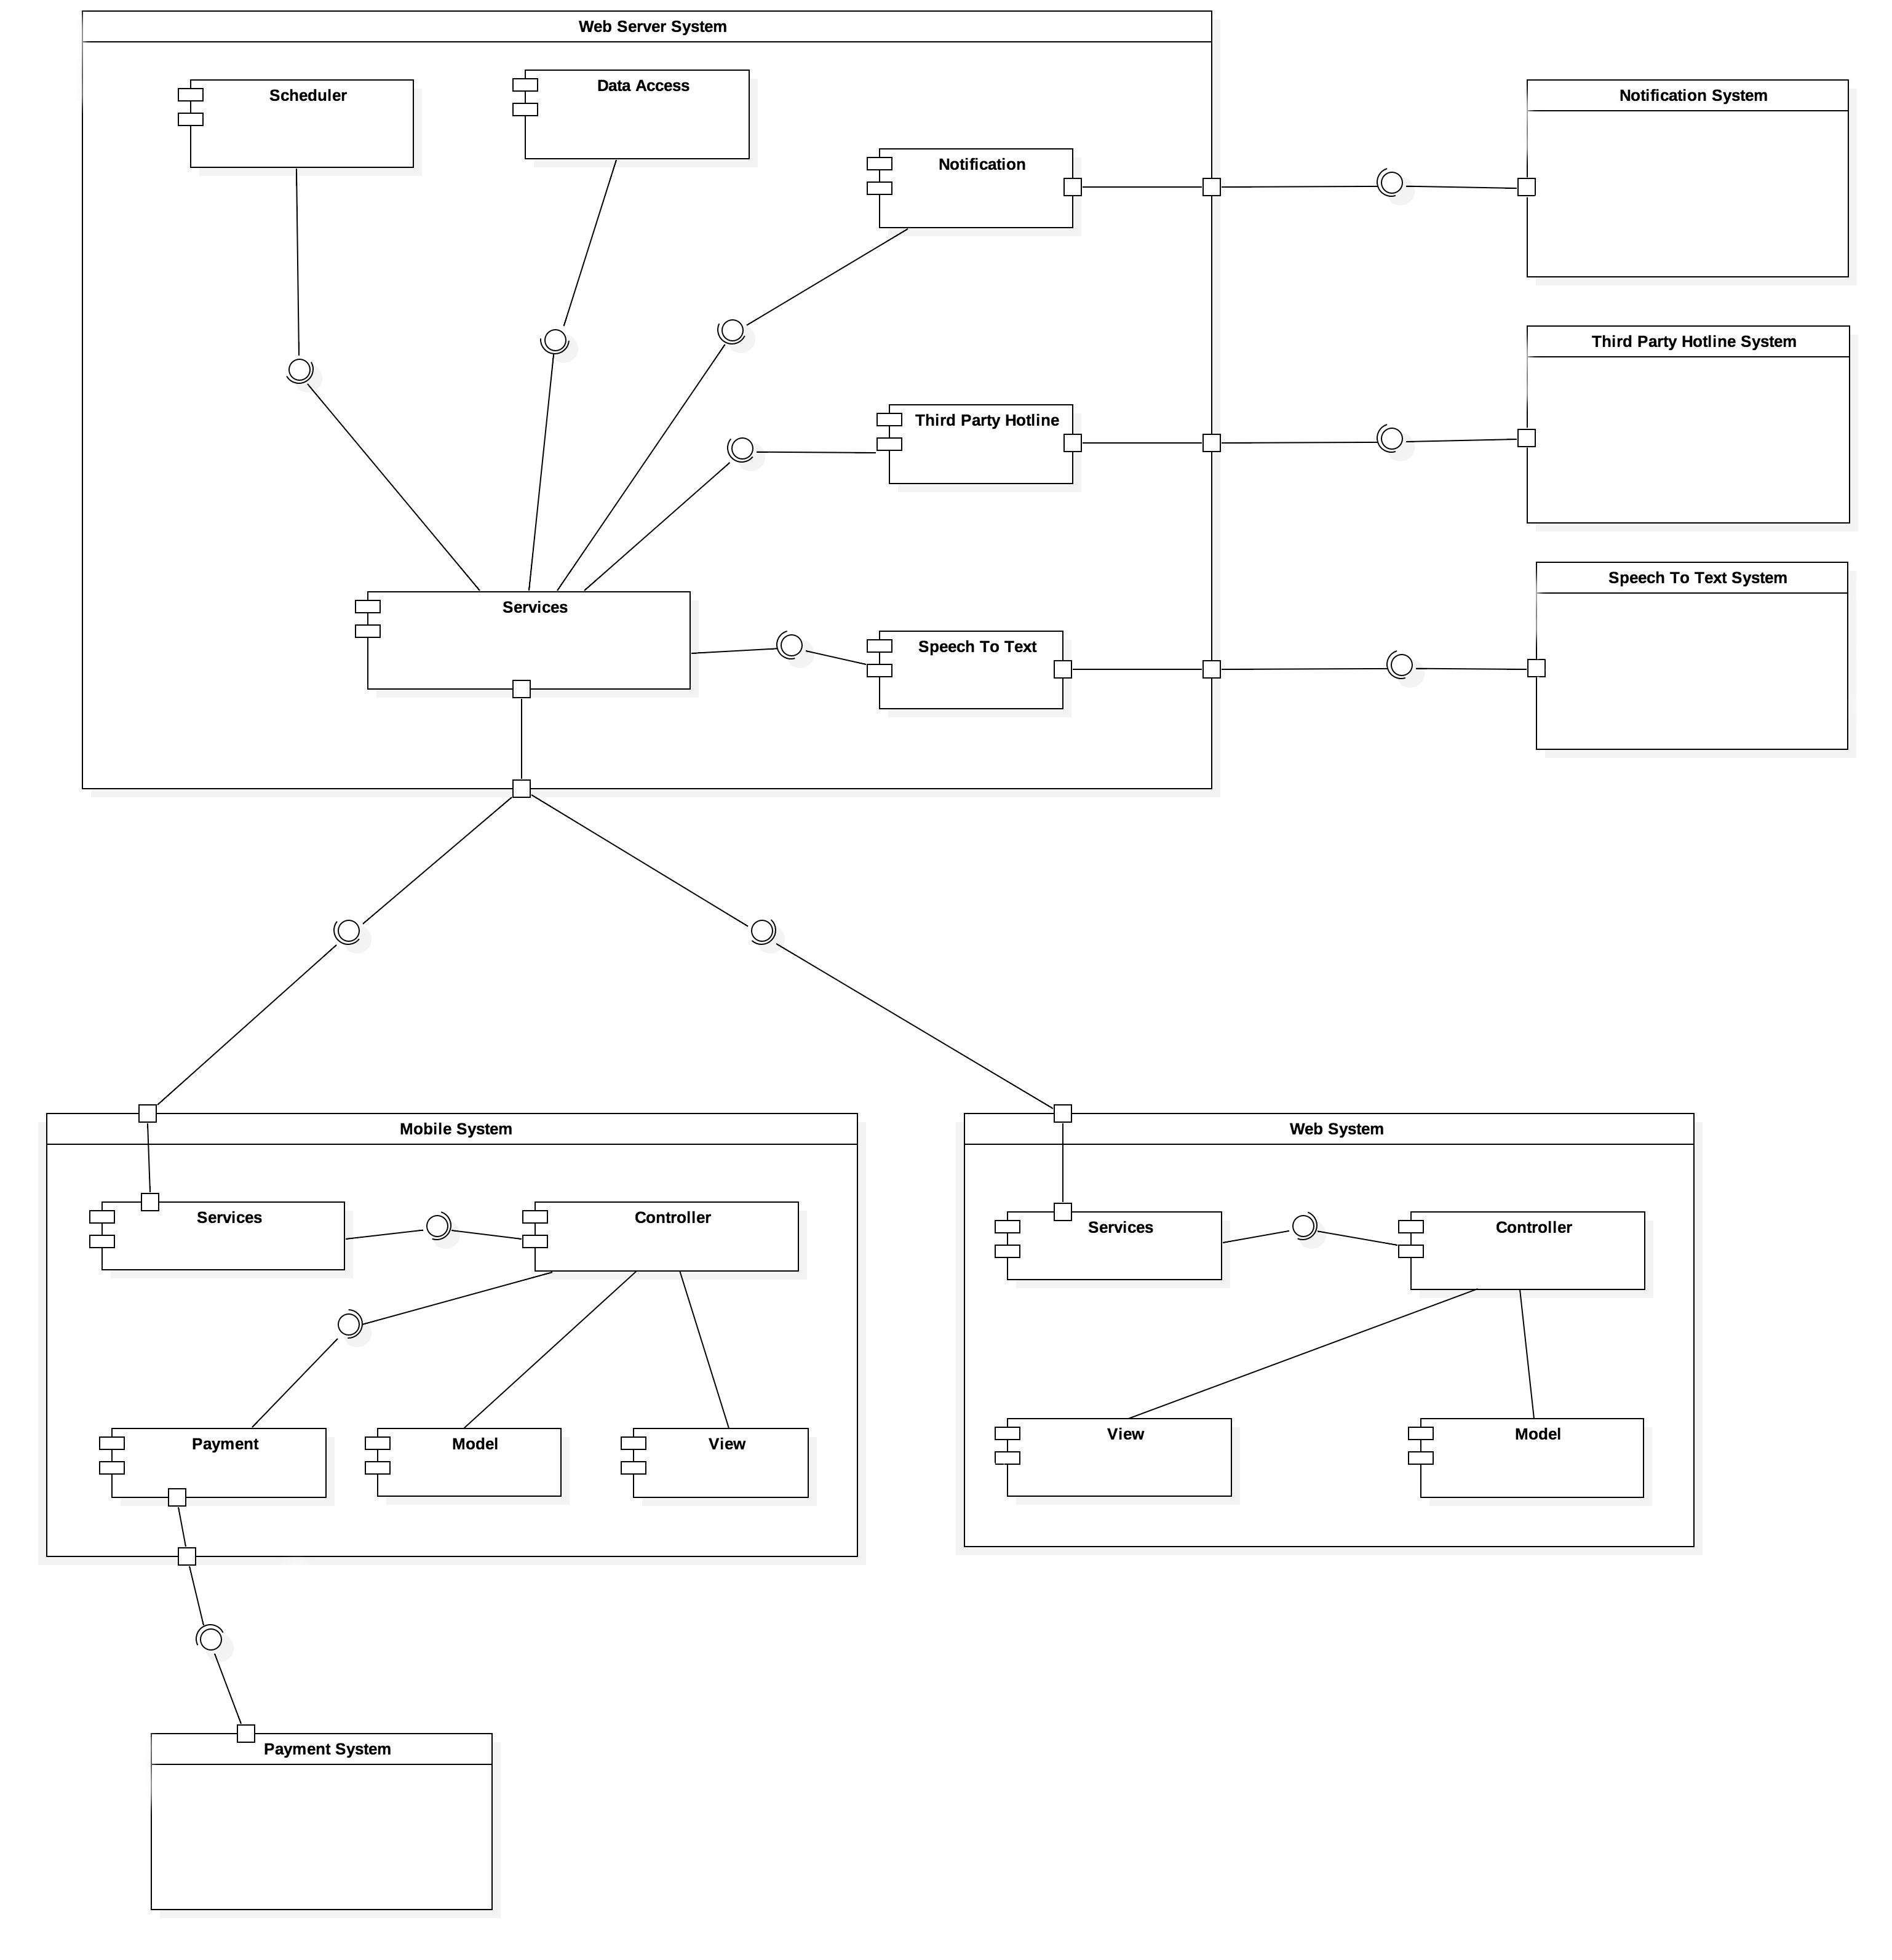 Web Server System
Scheduler
Data Access
Notification
Notification System
Third Party Hotline System
Third Party Hotline
Speech To Text System
Services
Speech To Text
Mobile System
Web System
Services
Controller
Services
Controller
Payment
Model
View
View
Model
Payment System